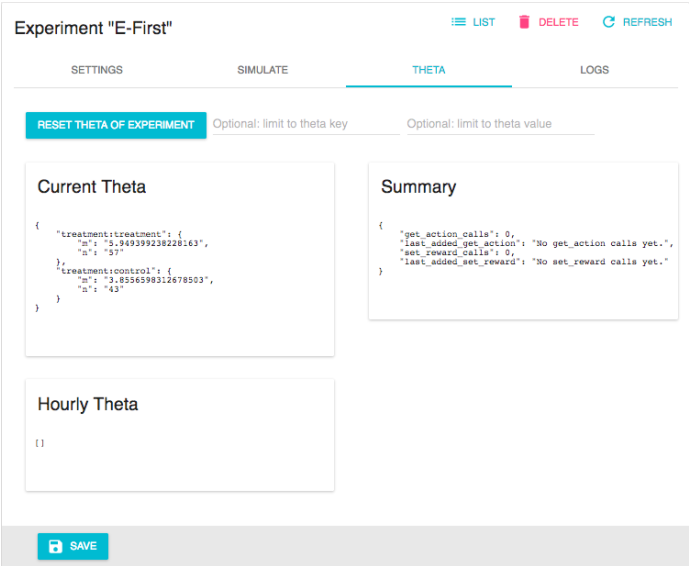 Experiment "E-First"
LIST
DELETE
REFRESH
SETTINGS
SIMULATE
THETA
LOGS
RESET THETA OF EXPERIMENT
Optional: limit to theta key
Optional: limit to theta value
Current Theta
{
"treatment:treatment": {
"m": "5.949399238228163",
"n": "57"
},
"treatment:control": {
"m": "3.8556598312678503",
"n": "43"
}
}
Summary
{
"get_action_calls": 0,
"last_added_get_action": "No get_action calls yet.",
"set_reward_calls": 0,
"last_added_set_reward": "No set_reward calls yet."
}
Hourly Theta
[]
SAVE